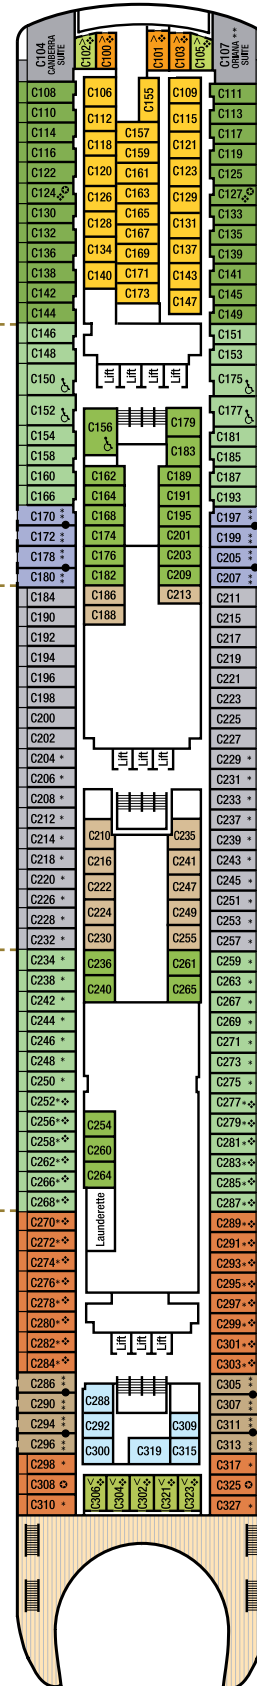 C104 CANBERRA SUITE
C102
C100
C101
C103
C105
C107 ORIANA ** SUITE
C108 C106 C155 C109 C111
C110 C112 C115 C113
C114 C157 C117
C116 C118 C159 C121 C119
C122 C120 C161 C123 C125
C124 C126 C163 C129 C127
C130 C165 C133
C132 C128 C167 C131 C135
C136 C134 C169 C137 C139
C138 C140 C171 C143 C141
C142 C173 C145
C144 C147 C149
C146 C151
C148 C153
Lift Lift Lift Lift
C150 C175
C152 C156 C179 C177
C154 C183 C181
C158 C185
C160 C162 C189 C187
C166 C164 C191 C193
C170 ** C168 C195 C197 **
C172 ** C174 C201 C199 **
C178 ** C176 C203 C205 **
C180 ** C182 C209 C207 **
C184 C186 C213 C211
C190 C188 C215
C192 C217
C194 C219
C196 C221
C198 C223
C200 C225
C202 C227
C204 * Lift Lift Lift C229 *
C206 * C231 *
C208 * C233 *
C212 * C237 *
C214 * C210 C235 C239 *
C218 * C216 C241 C243 *
C220 * C222 C247 C245 *
C226 * C251 *
C228 * C224 C249 C253 *
C232 * C230 C255 C257 *
C234 * C236 C261 C259 *
C238 * C240 C265 C263 *
C242 * C267 *
C244 * C269 *
C246 * C271 *
C248 * C273 *
C250 * C275 *
C252* C277*
C256* C254 C279*
C258* C260 C281*
C262* C264 C283*
C266* C285*
C268* Launderette C287*
C270* C289*
C272* C291*
C274* C293*
C276* C295*
C278* C297*
C280* C299*
C282* Lift Lift Lift C301*
C284* C303*
C286 ** C288 C305 **
C290 ** C307 **
C294 ** C292 C309 C311 **
C296 ** C300 C319 C315 C313 **
C298 * C317 *
C308 C306 C304 C302 C321 C323 C325
C310 * C327 *